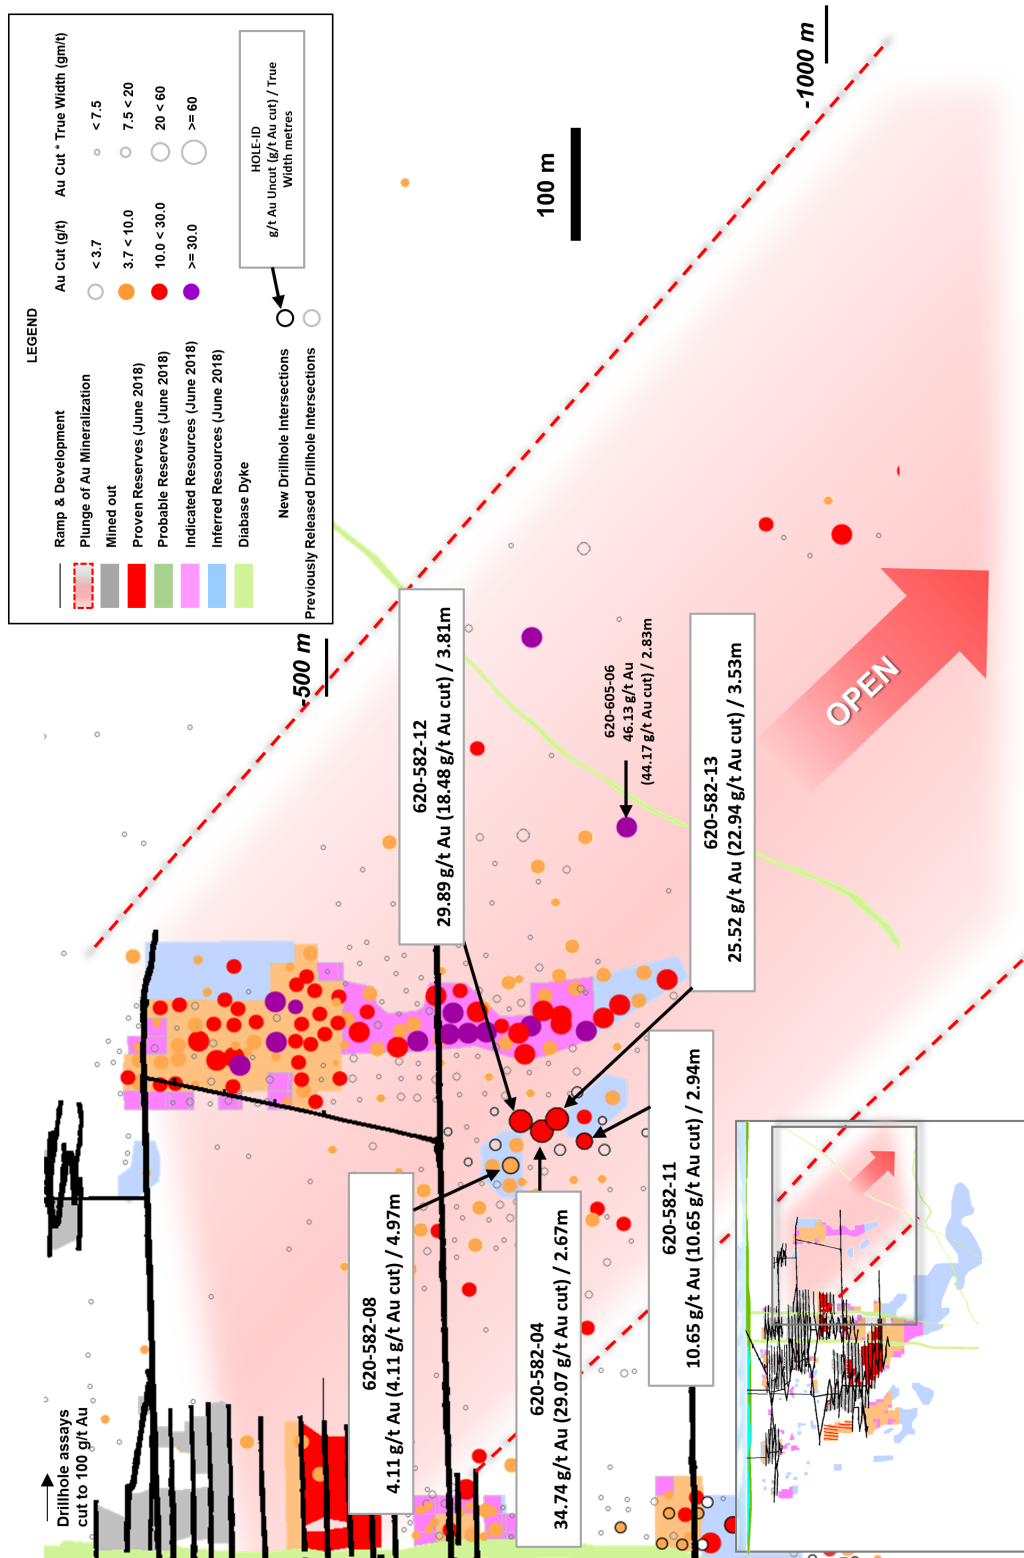 LEGEND
Ramp & Development
Plunge of Au Mineralization
Mined out
Proven Reserves (June 2018)
Probable Reserves (June 2018)
Indicated Resources (June 2018)
Inferred Resources (June 2018)
Diabase Dyke
New Drillhole Intersections
Previously Released Drillhole Intersections
Au Cut (g/t)
< 3.7
3.7 < 10.0
10.0 < 30.0
>= 30.0
Au Cut * True Width (gm/t)
< 7.5
7.5 < 20
20 < 60
>= 60
HOLE-ID
g/t Au Uncut (g/t Au cut) / True
Width metres
Drillhole assays
cut to 100 g/t Au
-500 m
-1000 m
100 m
620-582-12
29.89 g/t Au (18.48 g/t Au cut) / 3.81m
620-605-06
46.13 g/t Au
(44.17 g/t Au cut) / 2.83m
620-582-13
25.52 g/t Au (22.94 g/t Au cut) / 3.53m
620-582-08
4.11 g/t Au (4.11 g/t Au cut) / 4.97m
620-582-04
34.74 g/t Au (29.07 g/t Au cut) / 2.67m
620-582-11
10.65 g/t Au (10.65 g/t Au cut) / 2.94m
OPEN